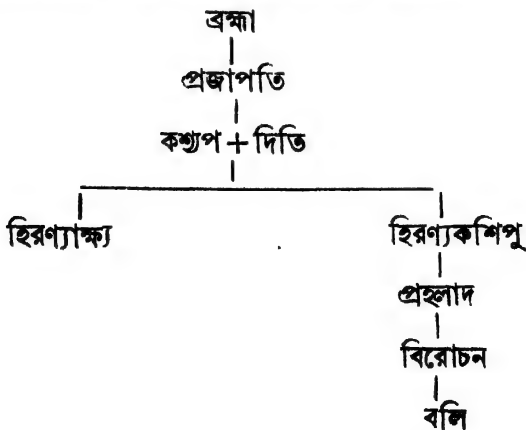 ব্রহ্মা
প্রজাপতি
কশ্যপ + দিতি
হিরণ্যাক্ষ্য হিরণ্যকশিপু
প্রহ্লাদ
বিরোচন
বলি